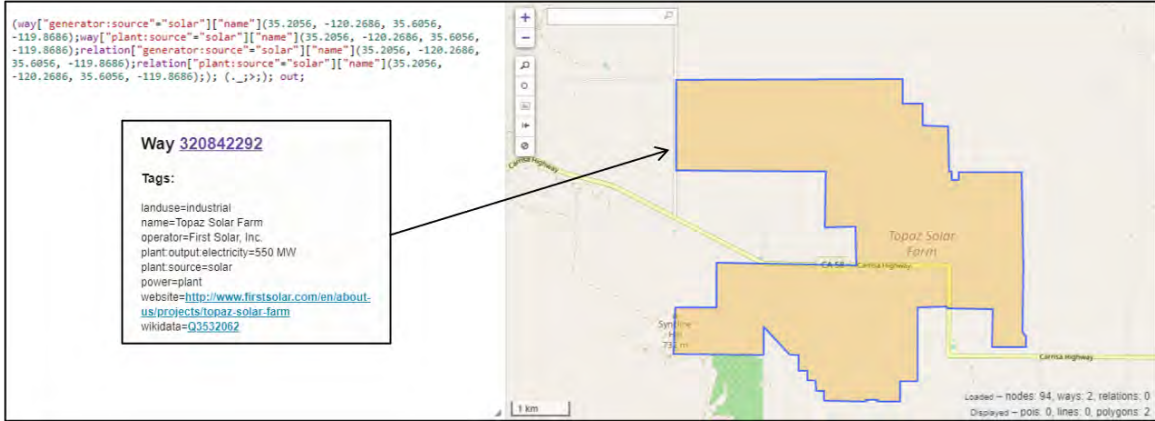 (way["generator:source"="solar"]["name"](35.2056, -120.2686, 35.6056,
-119.8686);way["plant:source"="solar"]["name"](35.2056, -120.2686, 35.6056,
-119.8686);relation["generator:source"="solar"]["name"](35.2056, -120.2686,
35.6056, -119.8686);relation["plant:source"="solar"]["name"](35.2056,
-120.2686, 35.6056, -119.8686);); (._;>;); out;
Way 320842292
Tags:
landuse=industrial
name=Topaz Solar Farm
operator=First Solar, Inc.
plant:output:electricity=550 MW
plant:source=solar
power=plant
website=http://www.firstsolar.com/en/about-
us/projects/topaz-solar-farm
wikidata=Q3532062
+
−
Carrisa Highway
Topaz Solar
Farm
CA 58
Carrisa Highway
Hill
Carrisa Highway
1 km
Loaded – nodes: 94, ways: 2, relations: 0
Displayed – pois: 0, lines: 0, polygons: 2